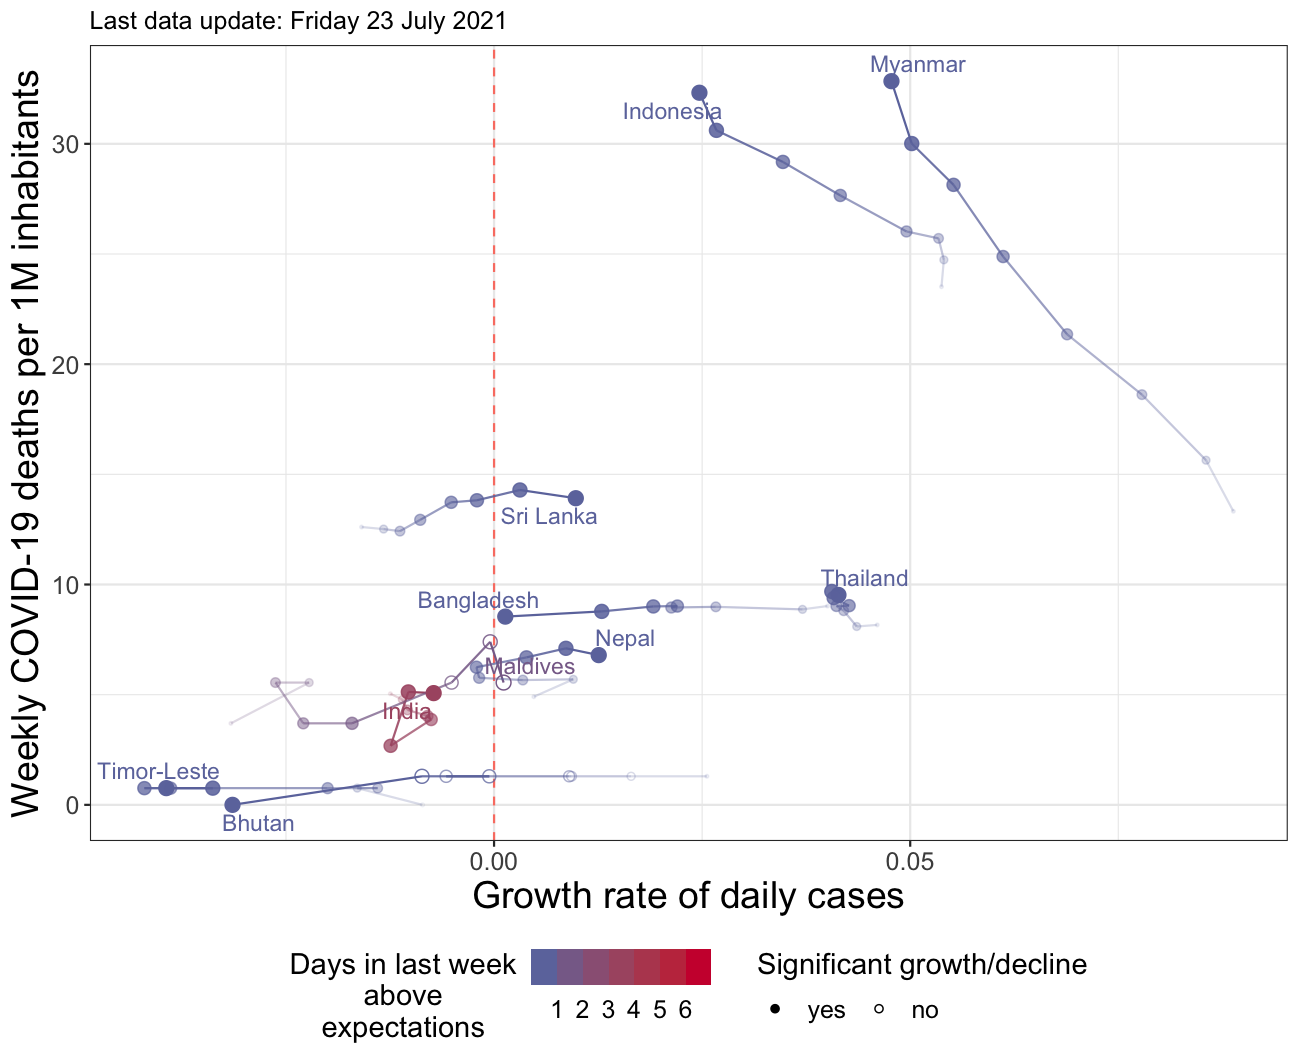 Last data update: Friday 23 July 2021
Weekly COVID-19 deaths per 1M inhabitants
30
20
10
0
Myanmar
Indonesia
Sri Lanka
Thailand
Bangladesh
Nepal
Maldives
India
Timor-Leste
Bhutan
0.00
0.05
Growth rate of daily cases
Days in last week
above
expectations
1 2 3 4 5 6
Significant growth/decline
yes
no